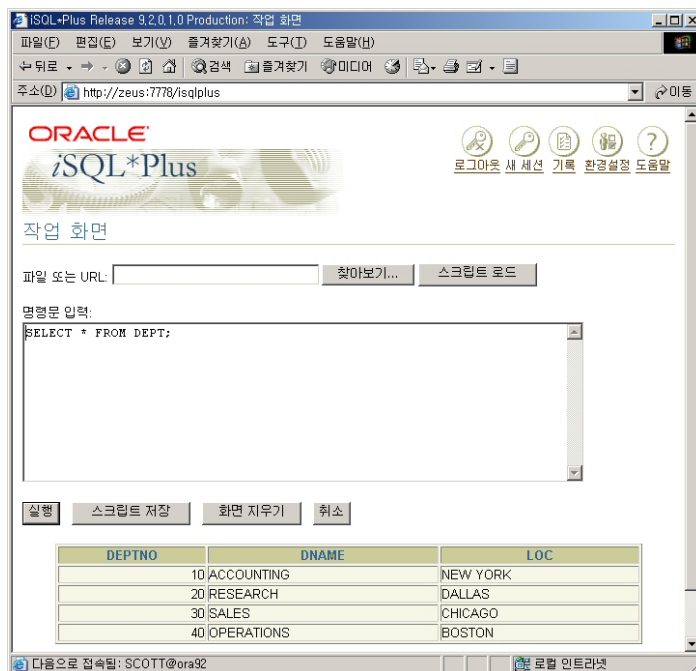 iSQL*Plus Release 9,2,0,1,0 Production: 작업 화면
파일(F) 편집(E) 보기(V) 즐겨찾기(A) 도구(T) 도움말(H)
뒤로 검색 즐겨찾기 미디어
주소(D) http://zeus:7778/isqlplus 이동
ORACLE
iSQL*Plus
로그아웃 새 세션 기록 환경설정 도움말
작업 화면
파일 또는 URL: 찾아보기... 스크립트 로드
명령문 입력:
SELECT * FROM DEPT;
실행 스크립트 저장 화면 지우기 취소
DEPTNO DNAME LOC
10 ACCOUNTING NEW YORK
20 RESEARCH DALLAS
30 SALES CHICAGO
40 OPERATIONS BOSTON
다음으로 접속됨: SCOTT@ora92 로컬 인트라넷